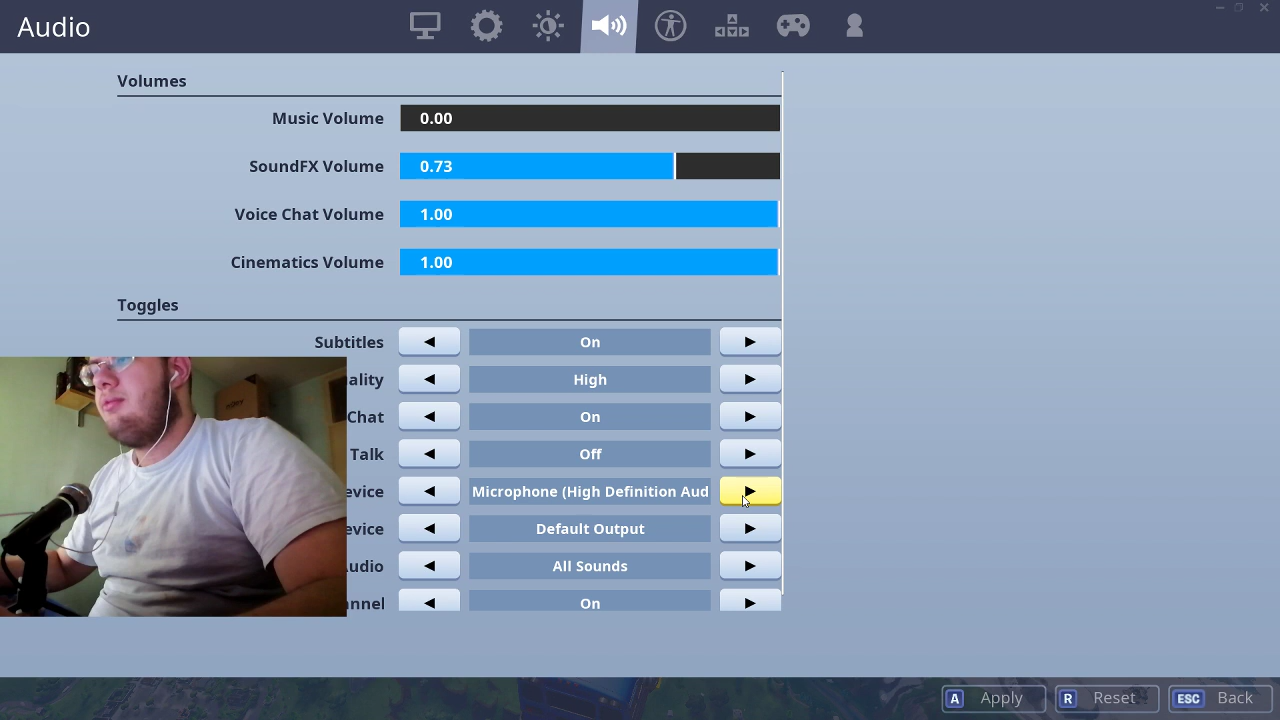 Audio
Volumes
Music Volume 0.00
SoundFX Volume 0.73
Voice Chat Volume 1.00
Cinematics Volume 1.00
Toggles
Subtitles ◀ On ▶
ality ◀ High ▶
Chat ◀ On ▶
Talk ◀ Off ▶
evice ◀ Microphone (High Definition Aud ▶
evice ◀ Default Output ▶
Audio ◀ All Sounds ▶
nnel ◀ On ▶
A Apply R Reset ESC Back